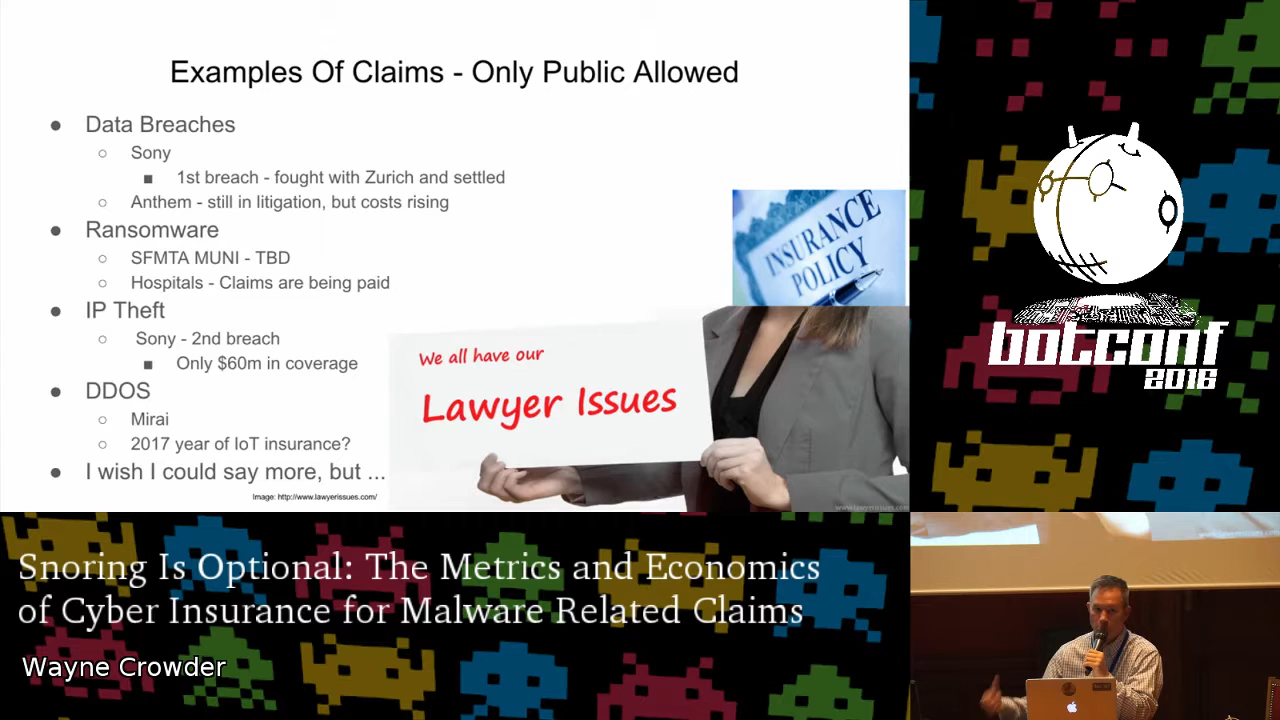 Examples Of Claims - Only Public Allowed
● Data Breaches
○ Sony
■ 1st breach - fought with Zurich and settled
○ Anthem - still in litigation, but costs rising
● Ransomware
○ SFMTA MUNI - TBD
○ Hospitals - Claims are being paid
● IP Theft
○ Sony - 2nd breach
■ Only $60m in coverage
● DDOS
○ Mirai
○ 2017 year of IoT insurance?
● I wish I could say more, but ...
Image: http://www.lawyerissues.com/
INSURANCE
POLICY
We all have our
Lawyer Issues
www.lawyerissues.com
botconf
2016
Snoring Is Optional: The Metrics and Economics
of Cyber Insurance for Malware Related Claims
Wayne Crowder